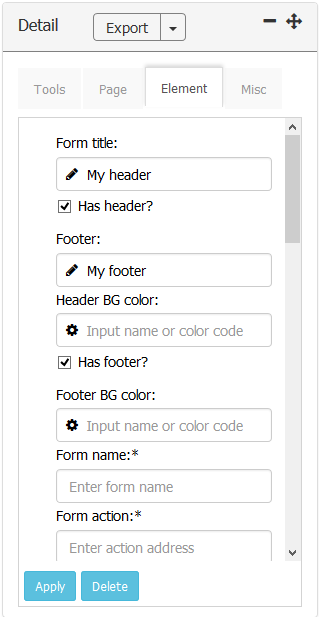 Detail Export
Tools Page Element Misc
Form title:
My header
Has header?
Footer:
My footer
Header BG color:
Input name or color code
Has footer?
Footer BG color:
Input name or color code
Form name:*
Enter form name
Form action:*
Enter action address
Apply Delete